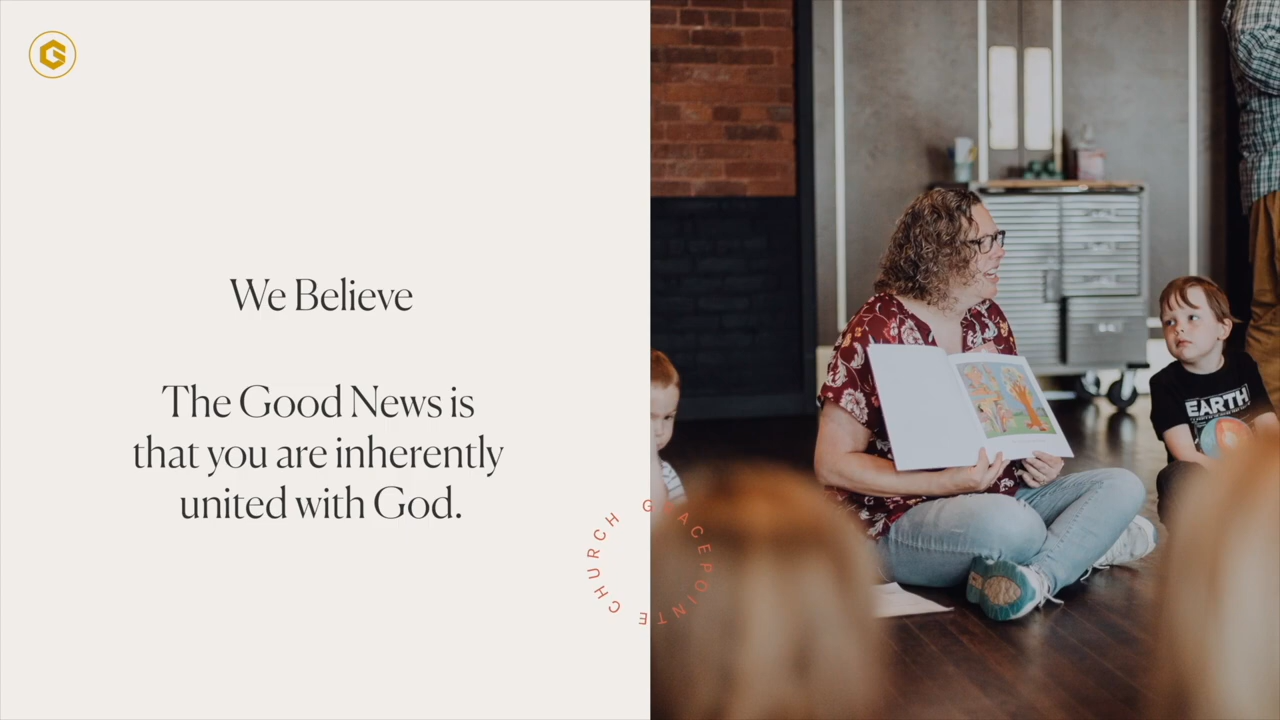 We Believe
The Good News is
that you are inherently
united with God.
GRACEPOINTE CHURCH
EARTH